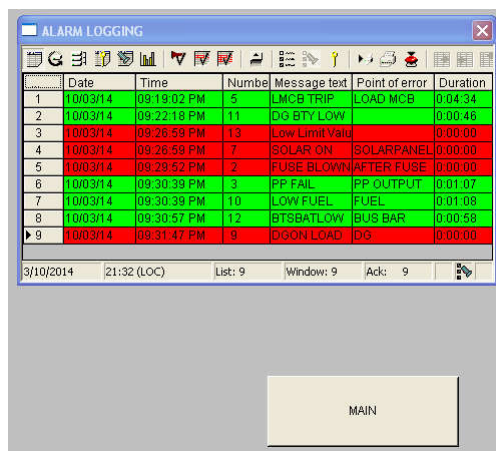 ALARM LOGGING
Date Time Numbe Message text Point of error Duration
1 10/03/14 09:19:02 PM 5 LMCB TRIP LOAD MCB 0:04:34
2 10/03/14 09:22:18 PM 11 DG BTY LOW 0:00:46
3 10/03/14 09:26:59 PM 13 Low Limit Valu 0:00:00
4 10/03/14 09:26:59 PM 7 SOLAR ON SOLARPANEL 0:00:00
5 10/03/14 09:29:52 PM 2 FUSE BLOWN AFTER FUSE 0:00:00
6 10/03/14 09:30:39 PM 3 PP FAIL PP OUTPUT 0:01:07
7 10/03/14 09:30:39 PM 10 LOW FUEL FUEL 0:01:08
8 10/03/14 09:30:57 PM 12 BTSBATLOW BUS BAR 0:00:58
9 10/03/14 09:31:47 PM 9 DGON LOAD DG 0:00:00
3/10/2014 21:32 (LOC) List: 9 Window: 9 Ack: 9
MAIN